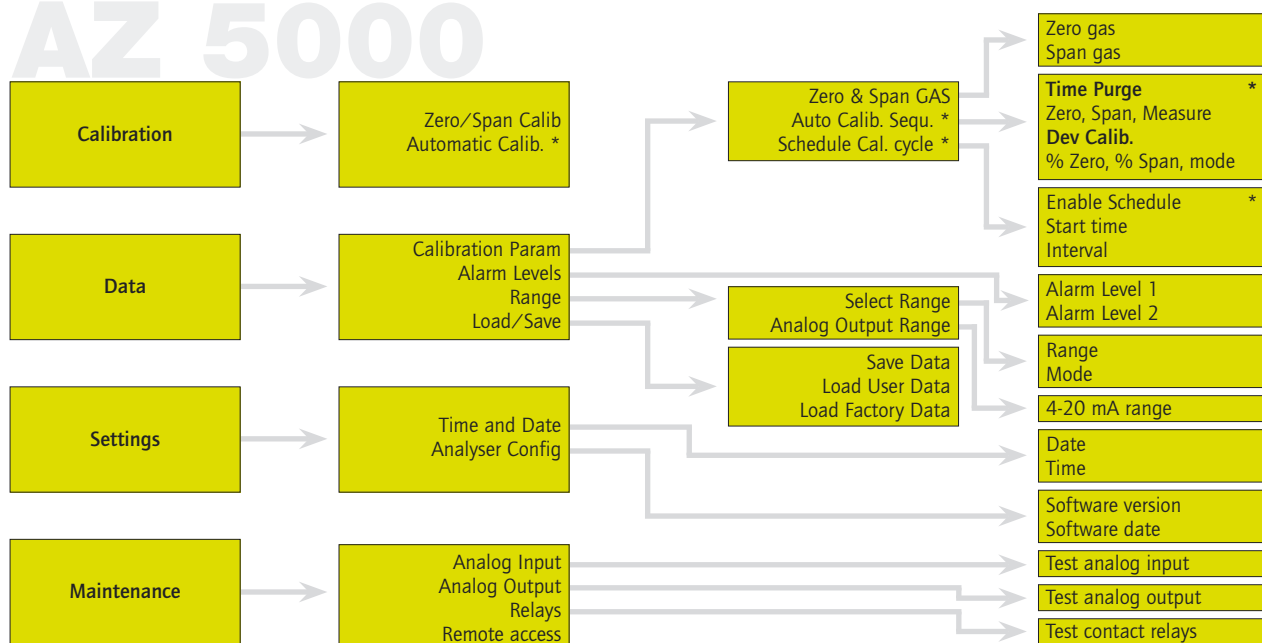 AZ 5000
Calibration
Zero/Span Calib
Automatic Calib. *
Zero & Span GAS
Auto Calib. Sequ. *
Schedule Cal. cycle *
Zero gas
Span gas
Time Purge *
Zero, Span, Measure
Dev Calib.
% Zero, % Span, mode
Enable Schedule *
Start time
Interval
Data
Calibration Param
Alarm Levels
Range
Load/Save
Select Range
Analog Output Range
Save Data
Load User Data
Load Factory Data
Alarm Level 1
Alarm Level 2
Range
Mode
4-20 mA range
Settings
Time and Date
Analyser Config
Date
Time
Software version
Software date
Maintenance
Analog Input
Analog Output
Relays
Remote access
Test analog input
Test analog output
Test contact relays